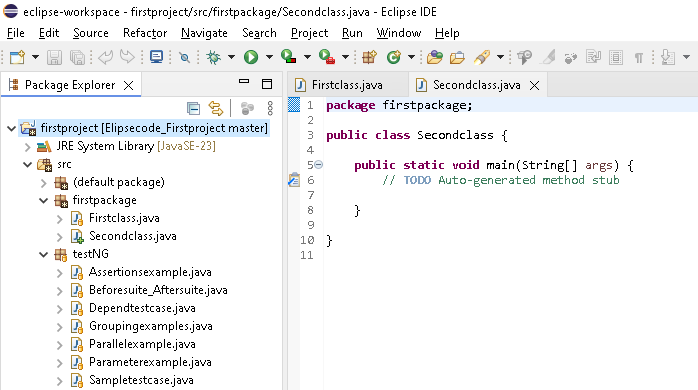 eclipse-workspace - firstproject/src/firstpackage/Secondclass.java - Eclipse IDE
File Edit Source Refactor Navigate Search Project Run Window Help
Package Explorer
firstproject [Elipsecode_Firstproject master]
JRE System Library [JavaSE-23]
src
(default package)
firstpackage
Firstclass.java
Secondclass.java
testNG
Assertionsexample.java
Beforesuite_Aftersuite.java
Dependtestcase.java
Groupingexamples.java
Parallelexample.java
Parameterexample.java
Sampletestcase.java
Firstclass.java Secondclass.java
1 package firstpackage;
2
3 public class Secondclass {
4
5 public static void main(String[] args) {
6 // TODO Auto-generated method stub
7
8 }
9
10 }
11